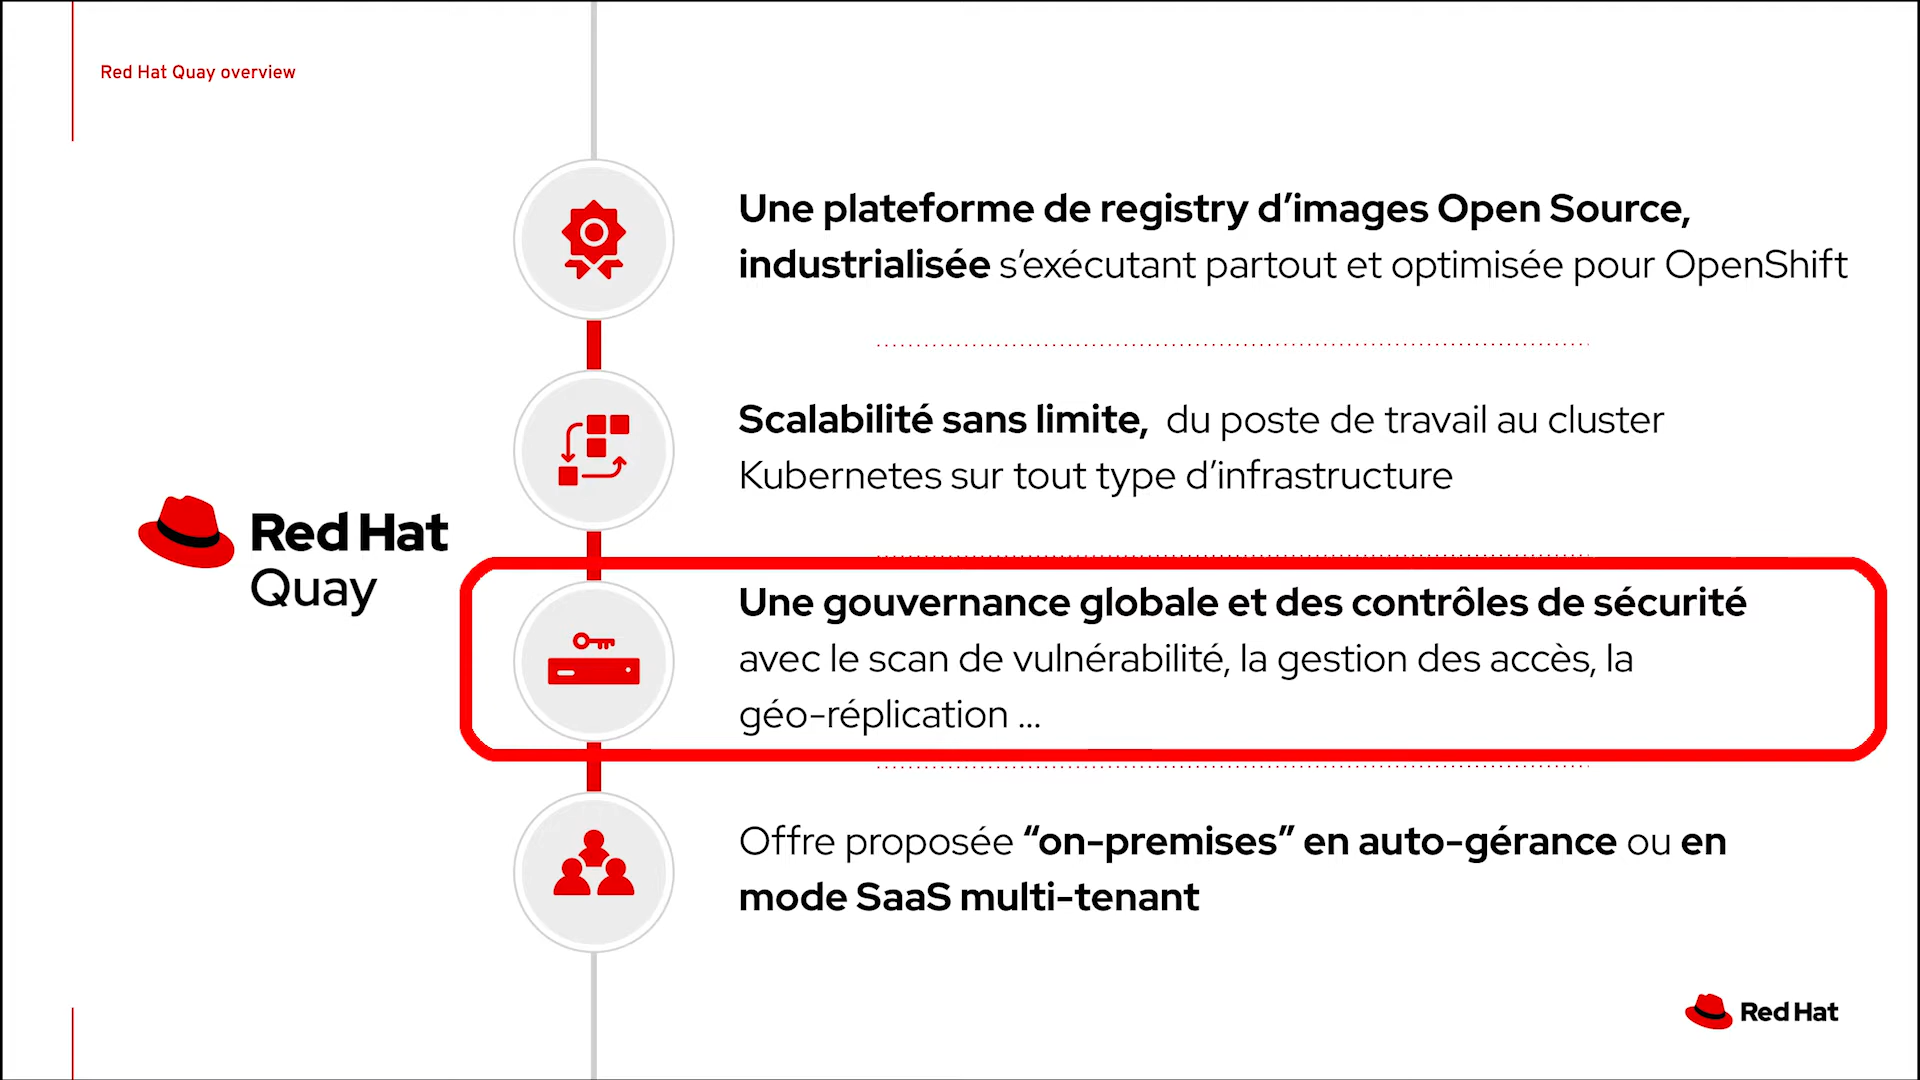 Red Hat Quay overview
Une plateforme de registry d’images Open Source,
industrialisée s’exécutant partout et optimisée pour OpenShift
Scalabilité sans limite, du poste de travail au cluster
Kubernetes sur tout type d’infrastructure
Red Hat
Quay
Une gouvernance globale et des contrôles de sécurité
avec le scan de vulnérabilité, la gestion des accès, la
géo-réplication ...
Offre proposée “on-premises” en auto-gérance ou en
mode SaaS multi-tenant
Red Hat